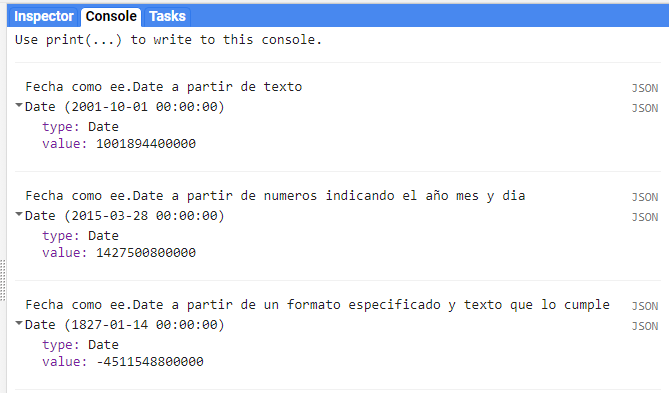 Inspector Console Tasks
Use print(...) to write to this console.
Fecha como ee.Date a partir de texto JSON
Date (2001-10-01 00:00:00) JSON
type: Date
value: 1001894400000
Fecha como ee.Date a partir de numeros indicando el año mes y dia JSON
Date (2015-03-28 00:00:00) JSON
type: Date
value: 1427500800000
Fecha como ee.Date a partir de un formato especificado y texto que lo cumple JSON
Date (1827-01-14 00:00:00) JSON
type: Date
value: -4511548800000